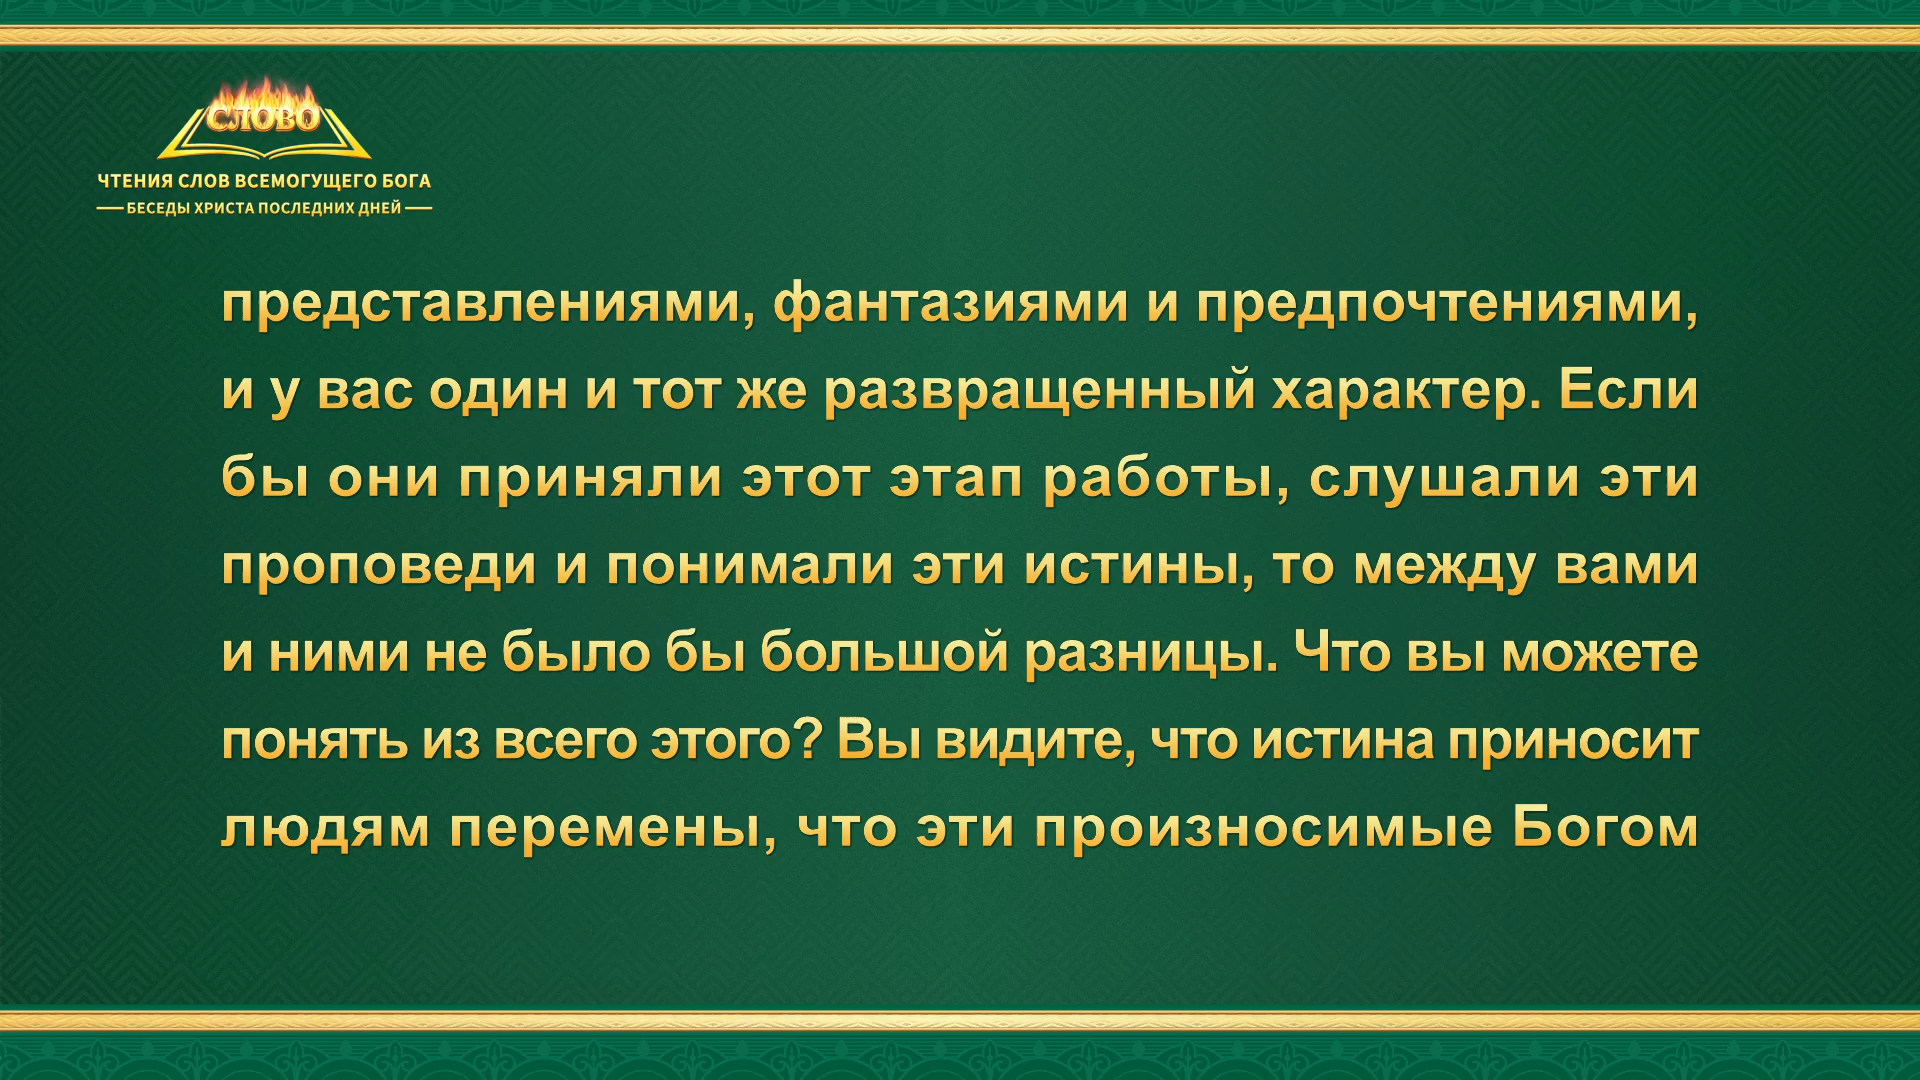 СЛОВО
ЧТЕНИЯ СЛОВ ВСЕМОГУЩЕГО БОГА
БЕСЕДЫ ХРИСТА ПОСЛЕДНИХ ДНЕЙ
представлениями, фантазиями и предпочтениями,
и у вас один и тот же развращенный характер. Если
бы они приняли этот этап работы, слушали эти
проповеди и понимали эти истины, то между вами
и ними не было бы большой разницы. Что вы можете
понять из всего этого? Вы видите, что истина приносит
людям перемены, что эти произносимые Богом